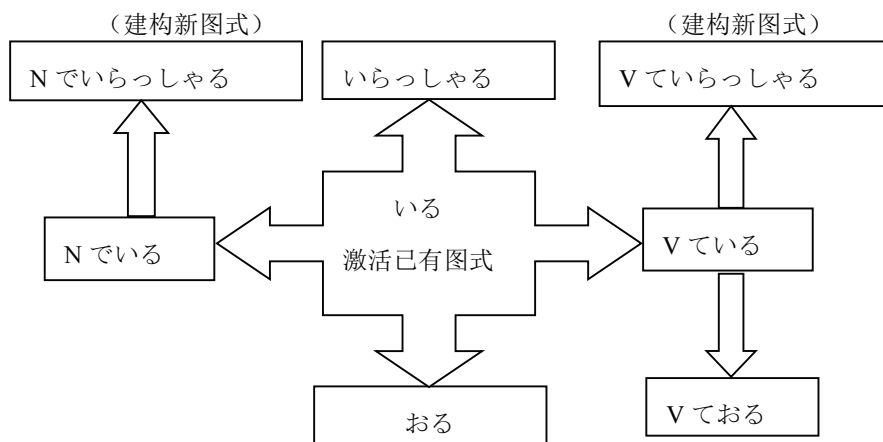 （建构新图式）
（建构新图式）
N でいらっしゃる
いらっしゃる
V ていらっしゃる
いる
N でいる
V ている
激活已有图式
おる
V ておる